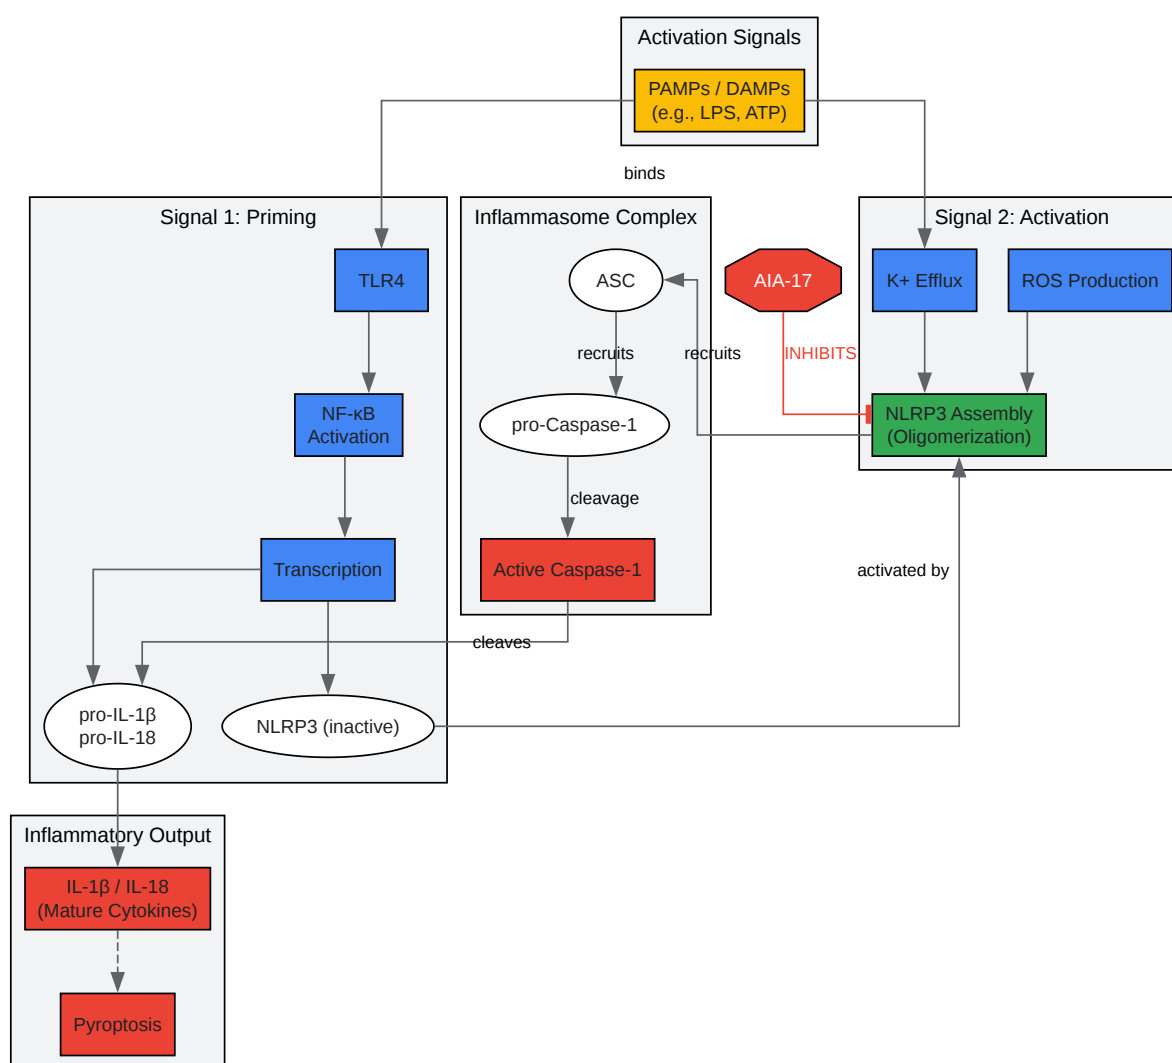 Activation Signals
PAMPs / DAMPs
(e.g., LPS, ATP)
binds
Signal 1: Priming
TLR4
NF-κB
Activation
Transcription
pro-IL-1β
pro-IL-18
NLRP3 (inactive)
Inflammasome Complex
ASC
recruits
pro-Caspase-1
cleavage
Active Caspase-1
cleaves
recruits
AIA-17
INHIBITS
Signal 2: Activation
K+ Efflux
ROS Production
NLRP3 Assembly
(Oligomerization)
activated by
Inflammatory Output
IL-1β / IL-18
(Mature Cytokines)
Pyroptosis